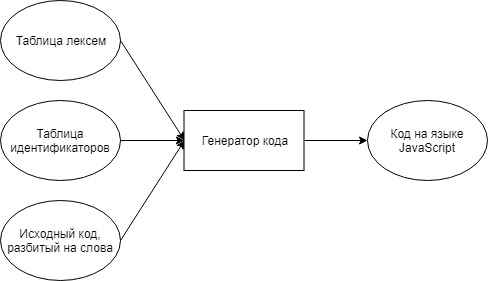 Таблица лексем
Таблица
идентификаторов
Исходный код,
разбитый на слова
Генератор кода
Код на языке
JavaScript